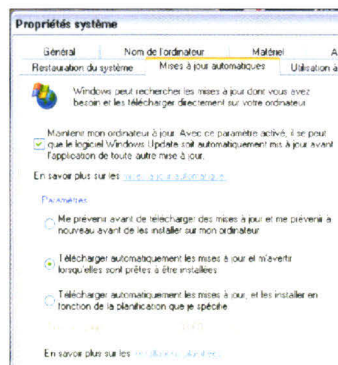 Propriétés système
Général Nom de l'ordinateur Matériel A
Restauration du système Mises à jour automatiques Utilisation à
Windows peut rechercher les mises à jour dont vous avez
besoin et les télécharger directement sur votre ordinateur
Maintenir mon ordinateur à jour. Avec ce paramètre activé, il se peut
que le logiciel Windows Update soit automatiquement mis à jour avant
l'application de toute autre mise à jour.
En savoir plus sur les
Paramètres
Me prévenir avant de télécharger des mises à jour et me prévenir à
nouveau avant de les installer sur mon ordinateur
Télécharger automatiquement les mises à jour et m'avertir
lorsqu'elles sont prêtes à être installées
Télécharger automatiquement les mises à jour, et les installer en
fonction de la planification que je spécifie
En savoir plus sur les